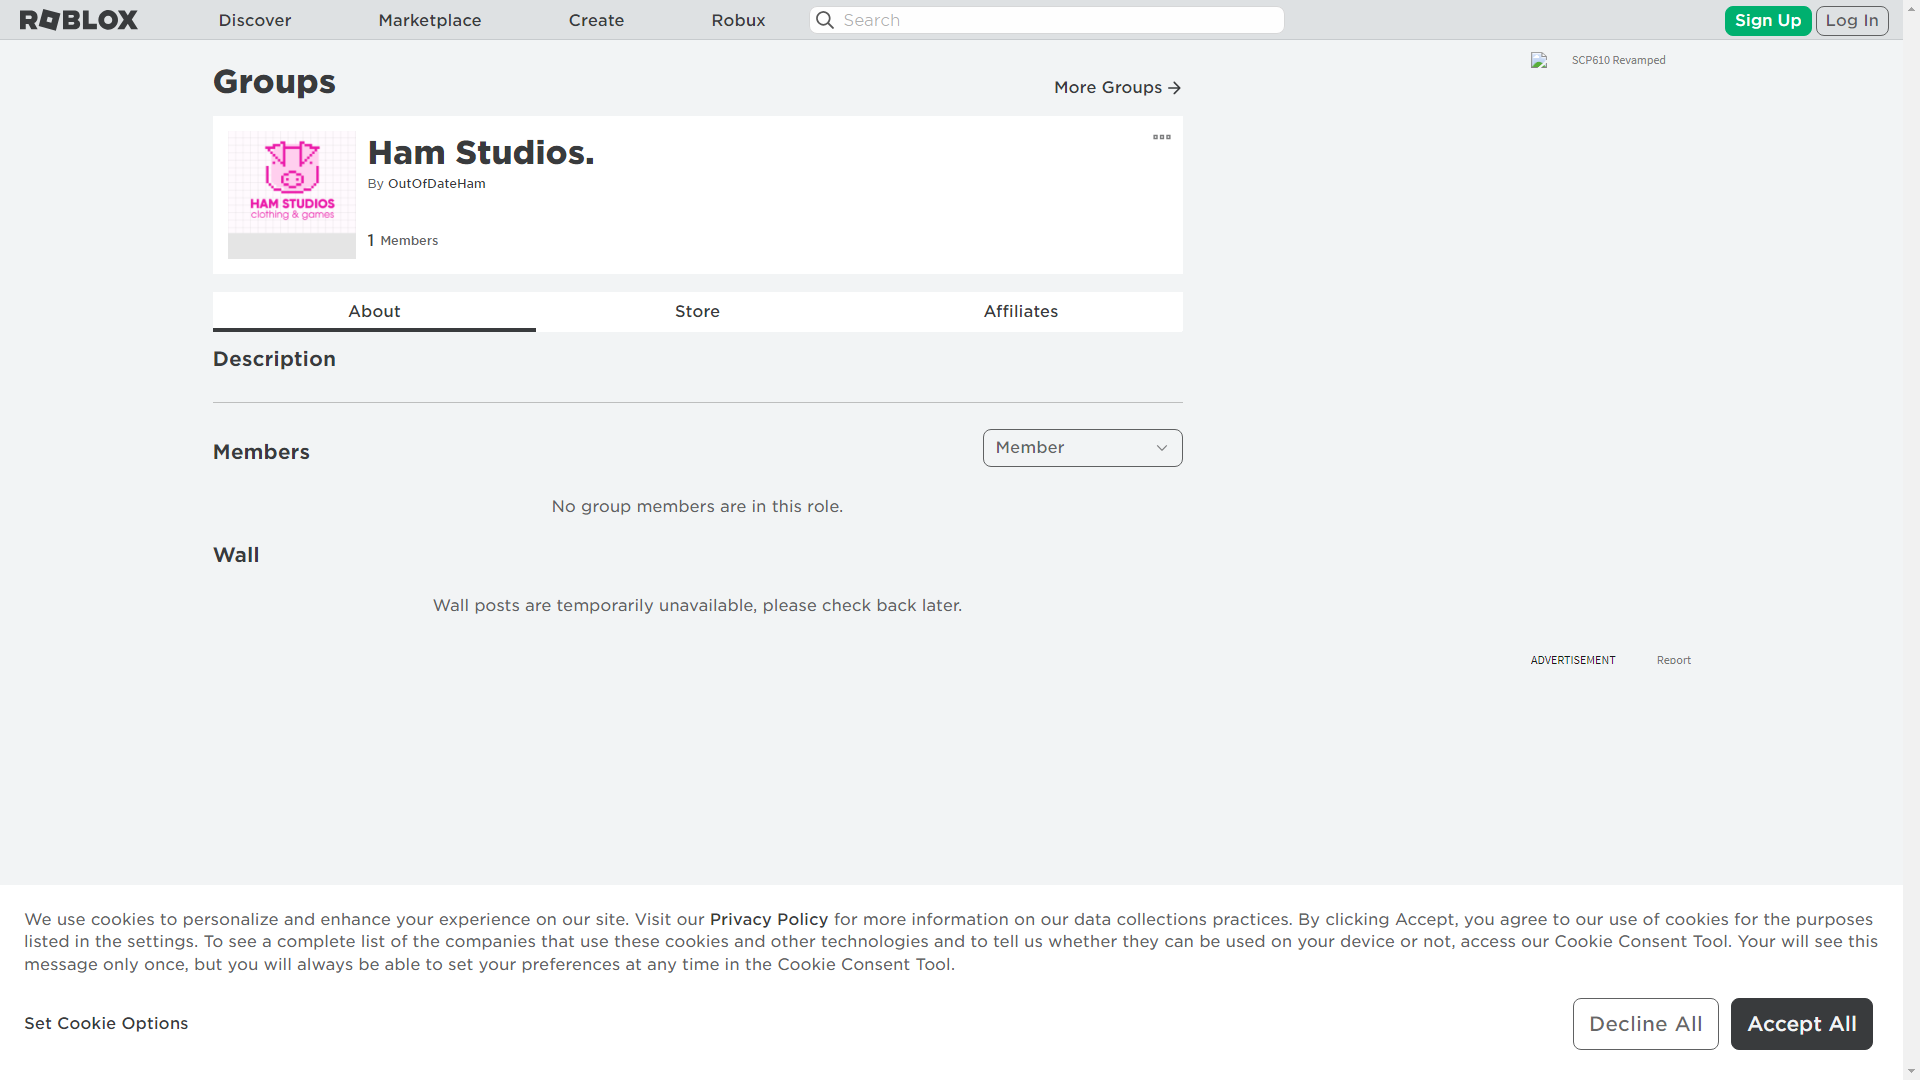 ROBLOX Discover Marketplace Create Robux Search Sign Up Log In
SCP610 Revamped
Groups
More Groups
HAM STUDIOS
clothing & games
Ham Studios.
By OutOfDateHam
1 Members
About Store Affiliates
Description
Members
Member
No group members are in this role.
Wall
Wall posts are temporarily unavailable, please check back later.
ADVERTISEMENT Report
We use cookies to personalize and enhance your experience on our site. Visit our Privacy Policy for more information on our data collections practices. By clicking Accept, you agree to our use of cookies for the purposes
listed in the settings. To see a complete list of the companies that use these cookies and other technologies and to tell us whether they can be used on your device or not, access our Cookie Consent Tool. Your will see this
message only once, but you will always be able to set your preferences at any time in the Cookie Consent Tool.
Set Cookie Options
Decline All
Accept All